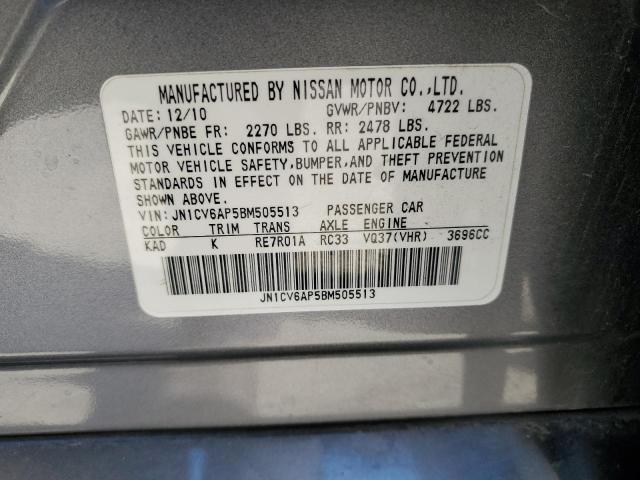 MANUFACTURED BY NISSAN MOTOR CO.,LTD.
DATE: 12/10 GVWR/PNBV: 4722 LBS.
GAWR/PNBE FR: 2270 LBS. RR: 2478 LBS.
THIS VEHICLE CONFORMS TO ALL APPLICABLE FEDERAL
MOTOR VEHICLE SAFETY,BUMPER,AND THEFT PREVENTION
STANDARDS IN EFFECT ON THE DATE OF MANUFACTURE
SHOWN ABOVE.
VIN: JN1CV6AP5BM505513 PASSENGER CAR
COLOR TRIM TRANS AXLE ENGINE
KAD K RE7R01A RC33 VQ37(VHR) 3696CC
JN1CV6AP5BM505513